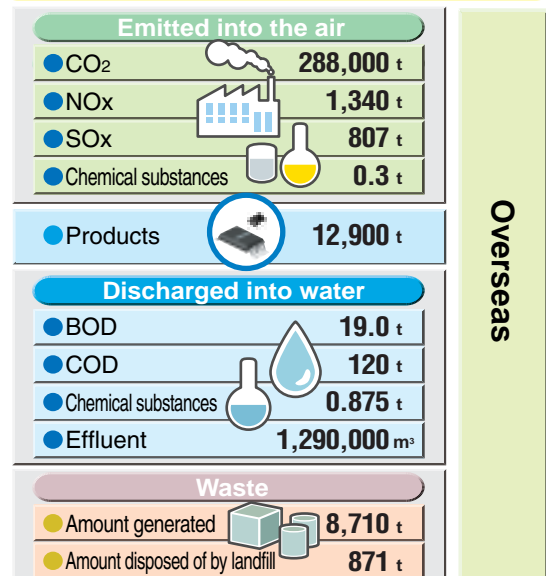 Emitted into the air
CO2 288,000 t
NOx 1,340 t
SOx 807 t
Chemical substances 0.3 t
Products 12,900 t
Discharged into water
BOD 19.0 t
COD 120 t
Chemical substances 0.875 t
Effluent 1,290,000 m³
Waste
Amount generated 8,710 t
Amount disposed of by landfill 871 t
Overseas